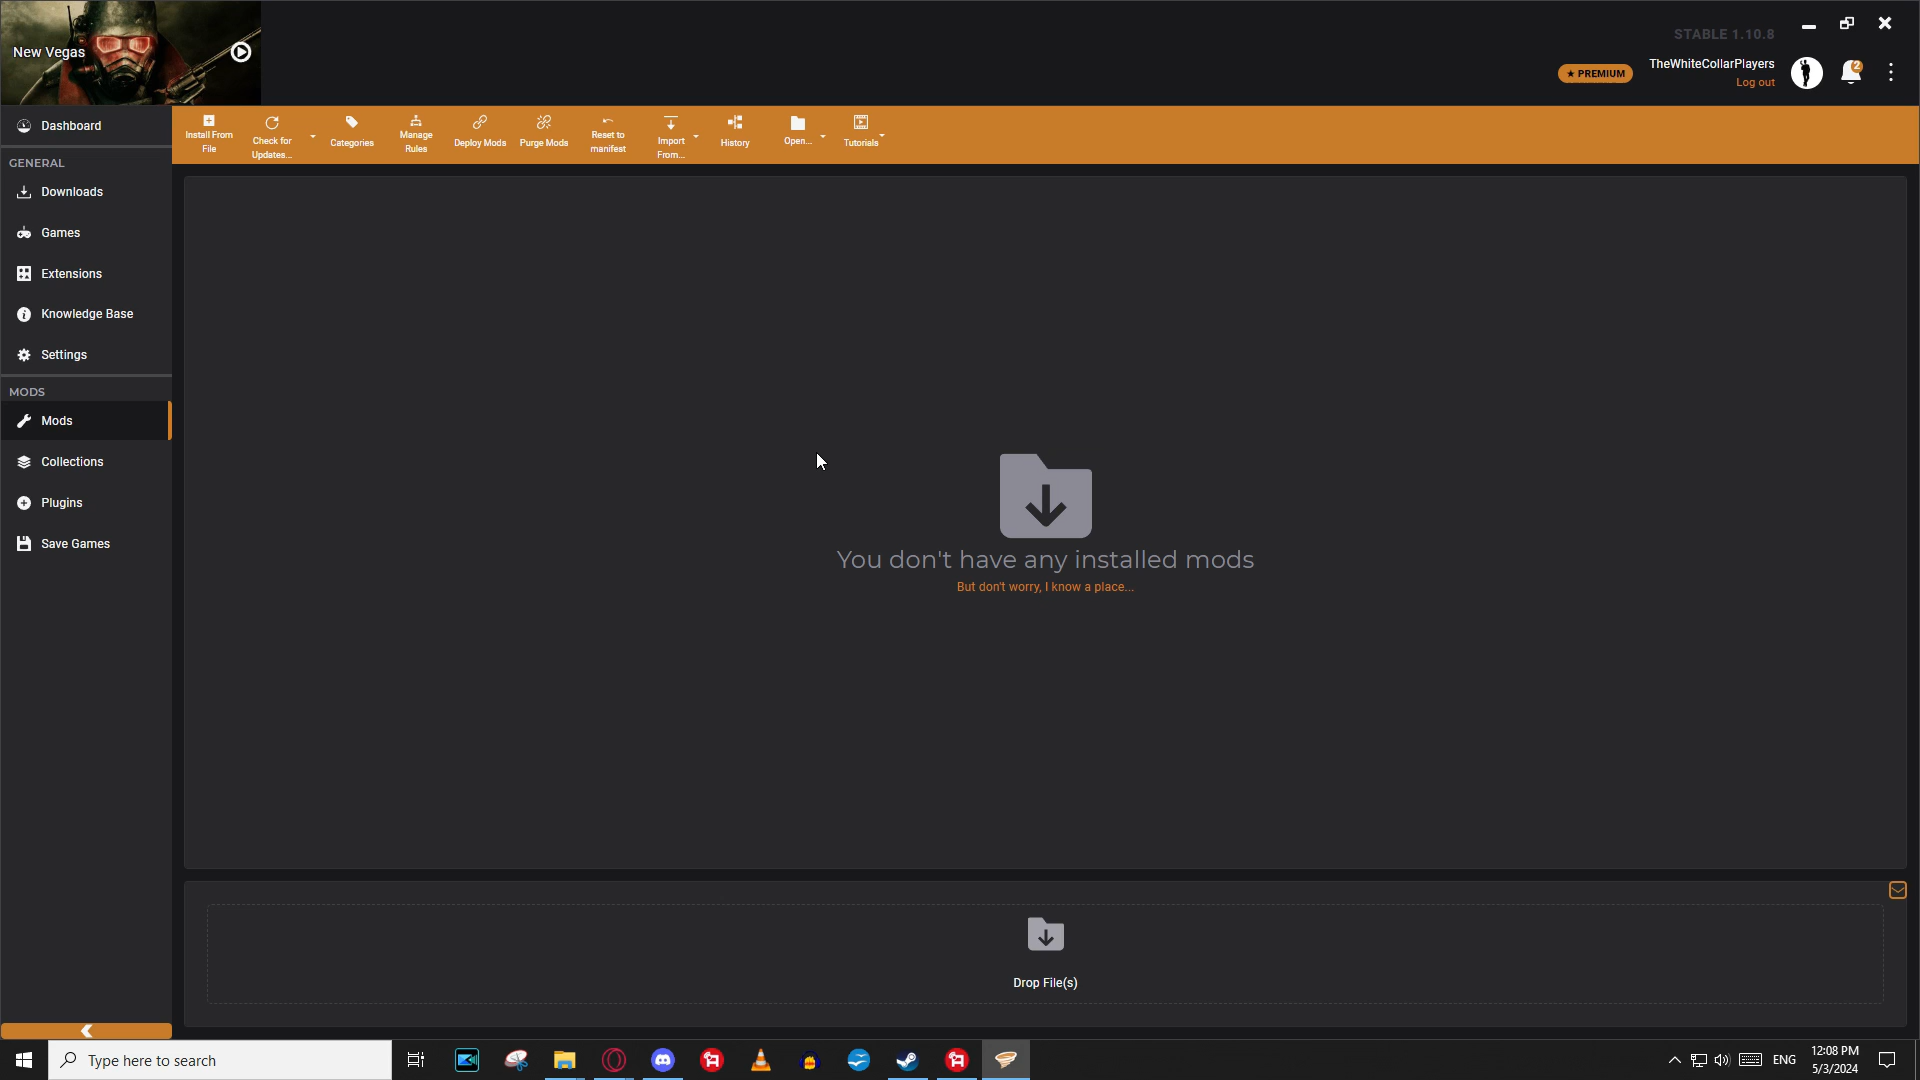 New Vegas
STABLE 1.10.8
★ PREMIUM
TheWhiteCollarPlayers
Log out
2
Dashboard
GENERAL
Downloads
Games
Extensions
Knowledge Base
Settings
MODS
Mods
Collections
Plugins
Save Games
Install From
File
Check for
Updates...
Categories
Manage
Rules
Deploy Mods
Purge Mods
Reset to
manifest
Import
From...
History
Open...
Tutorials
You don't have any installed mods
But don't worry, I know a place...
Drop File(s)
Type here to search
ENG
12:08 PM
5/3/2024